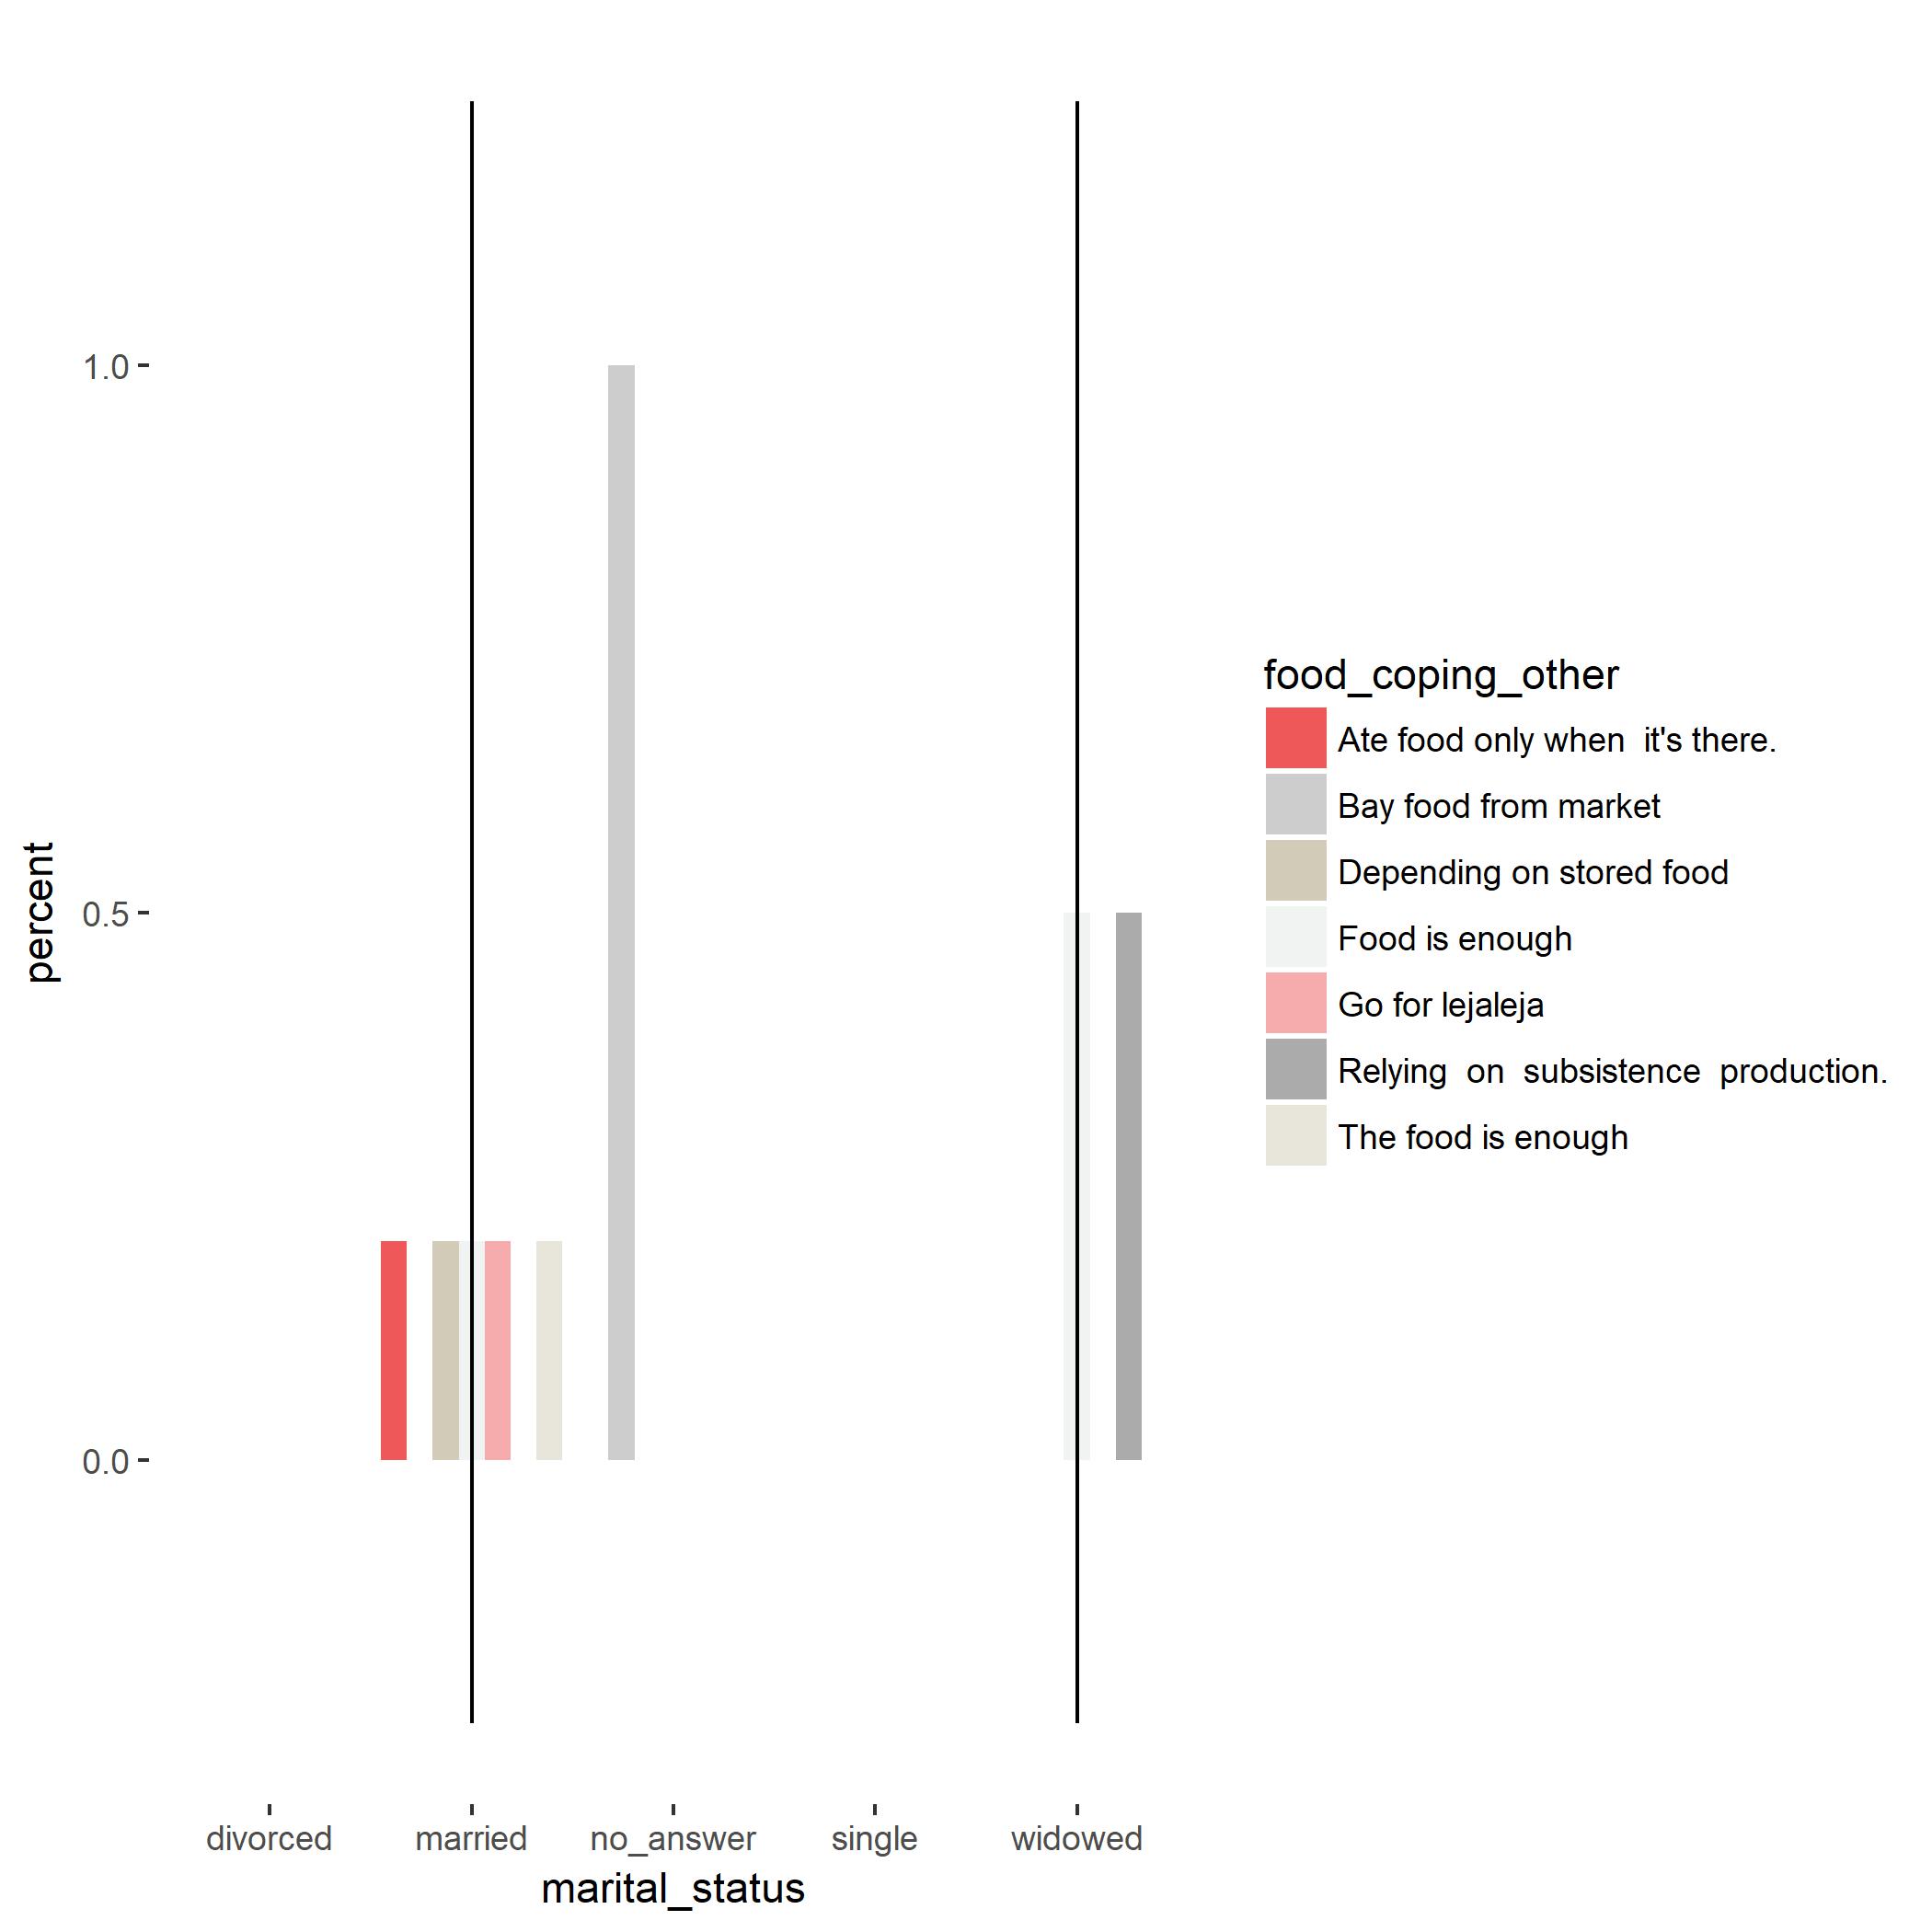 1.0
0.5
0.0
percent
divorced married no_answer single widowed
marital_status
food_coping_other
Ate food only when  it's there.
Bay food from market
Depending on stored food
Food is enough
Go for lejaleja
Relying  on  subsistence  production.
The food is enough